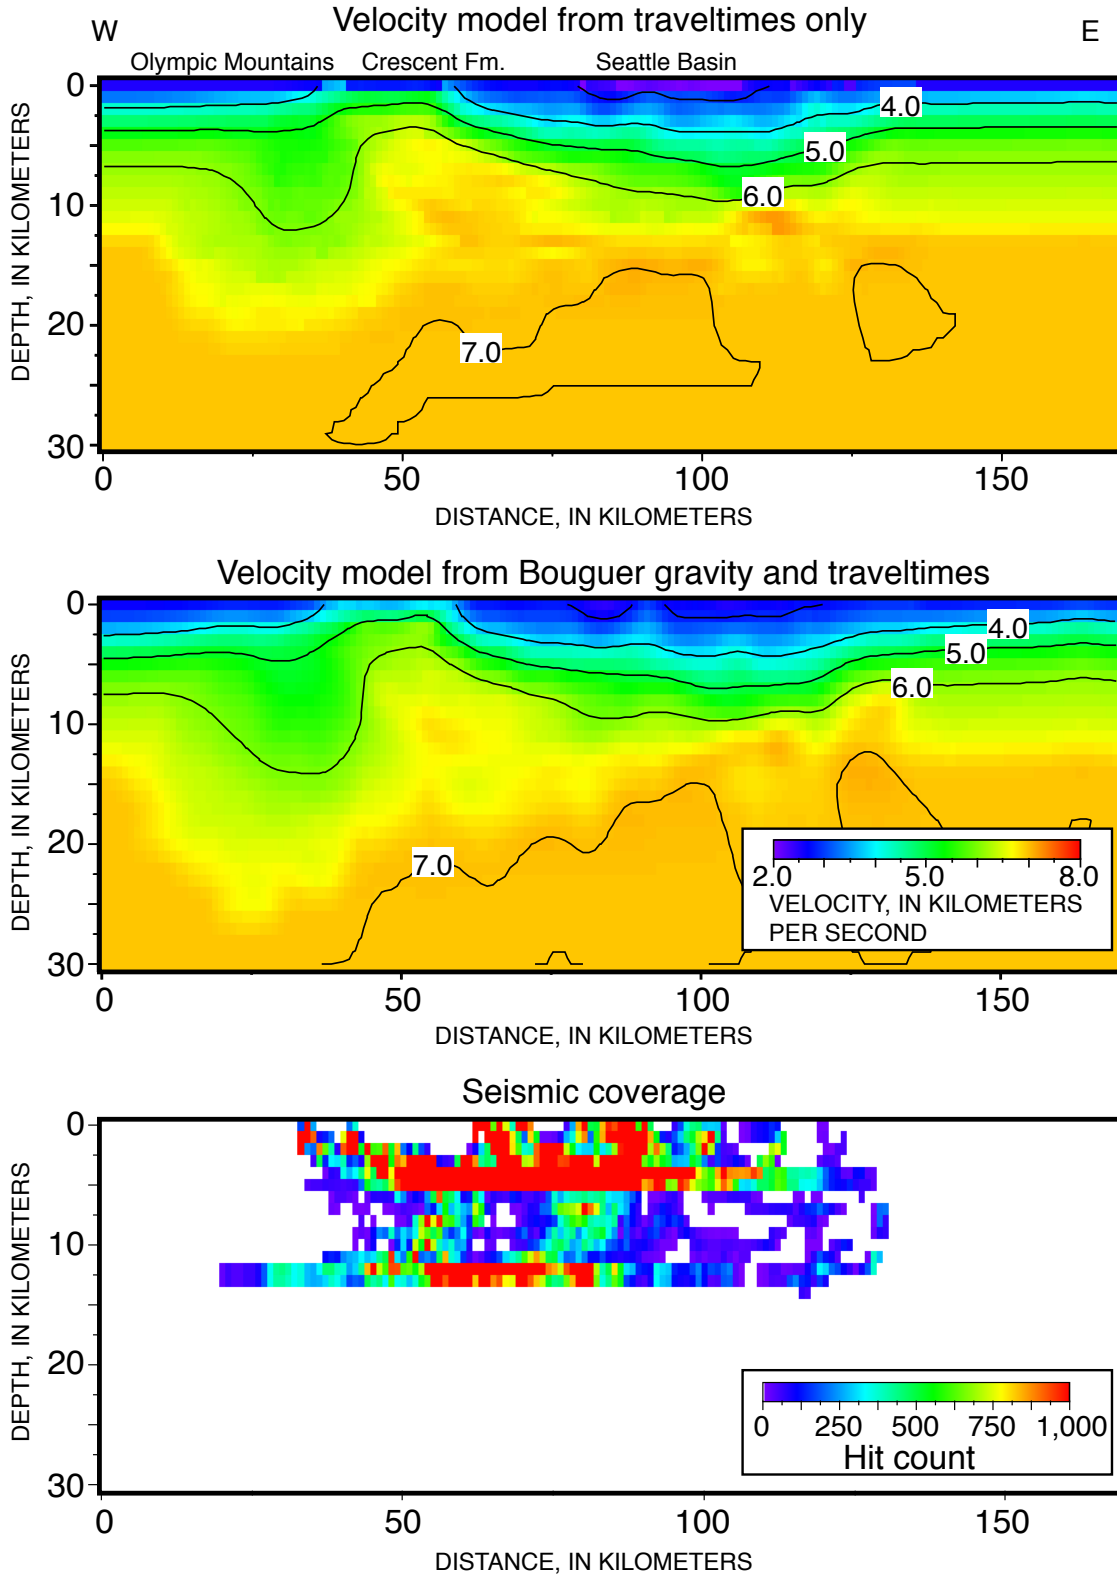 Velocity model from traveltimes only
W
E
Olympic Mountains Crescent Fm. Seattle Basin
0
10
20
30
DEPTH, IN KILOMETERS
4.0
5.0
6.0
7.0
0 50 100 150
DISTANCE, IN KILOMETERS
Velocity model from Bouguer gravity and traveltimes
0
10
20
30
DEPTH, IN KILOMETERS
4.0
5.0
6.0
7.0
2.0 5.0 8.0
VELOCITY, IN KILOMETERS
PER SECOND
0 50 100 150
DISTANCE, IN KILOMETERS
Seismic coverage
0
10
20
30
DEPTH, IN KILOMETERS
0 250 500 750 1,000
Hit count
0 50 100 150
DISTANCE, IN KILOMETERS